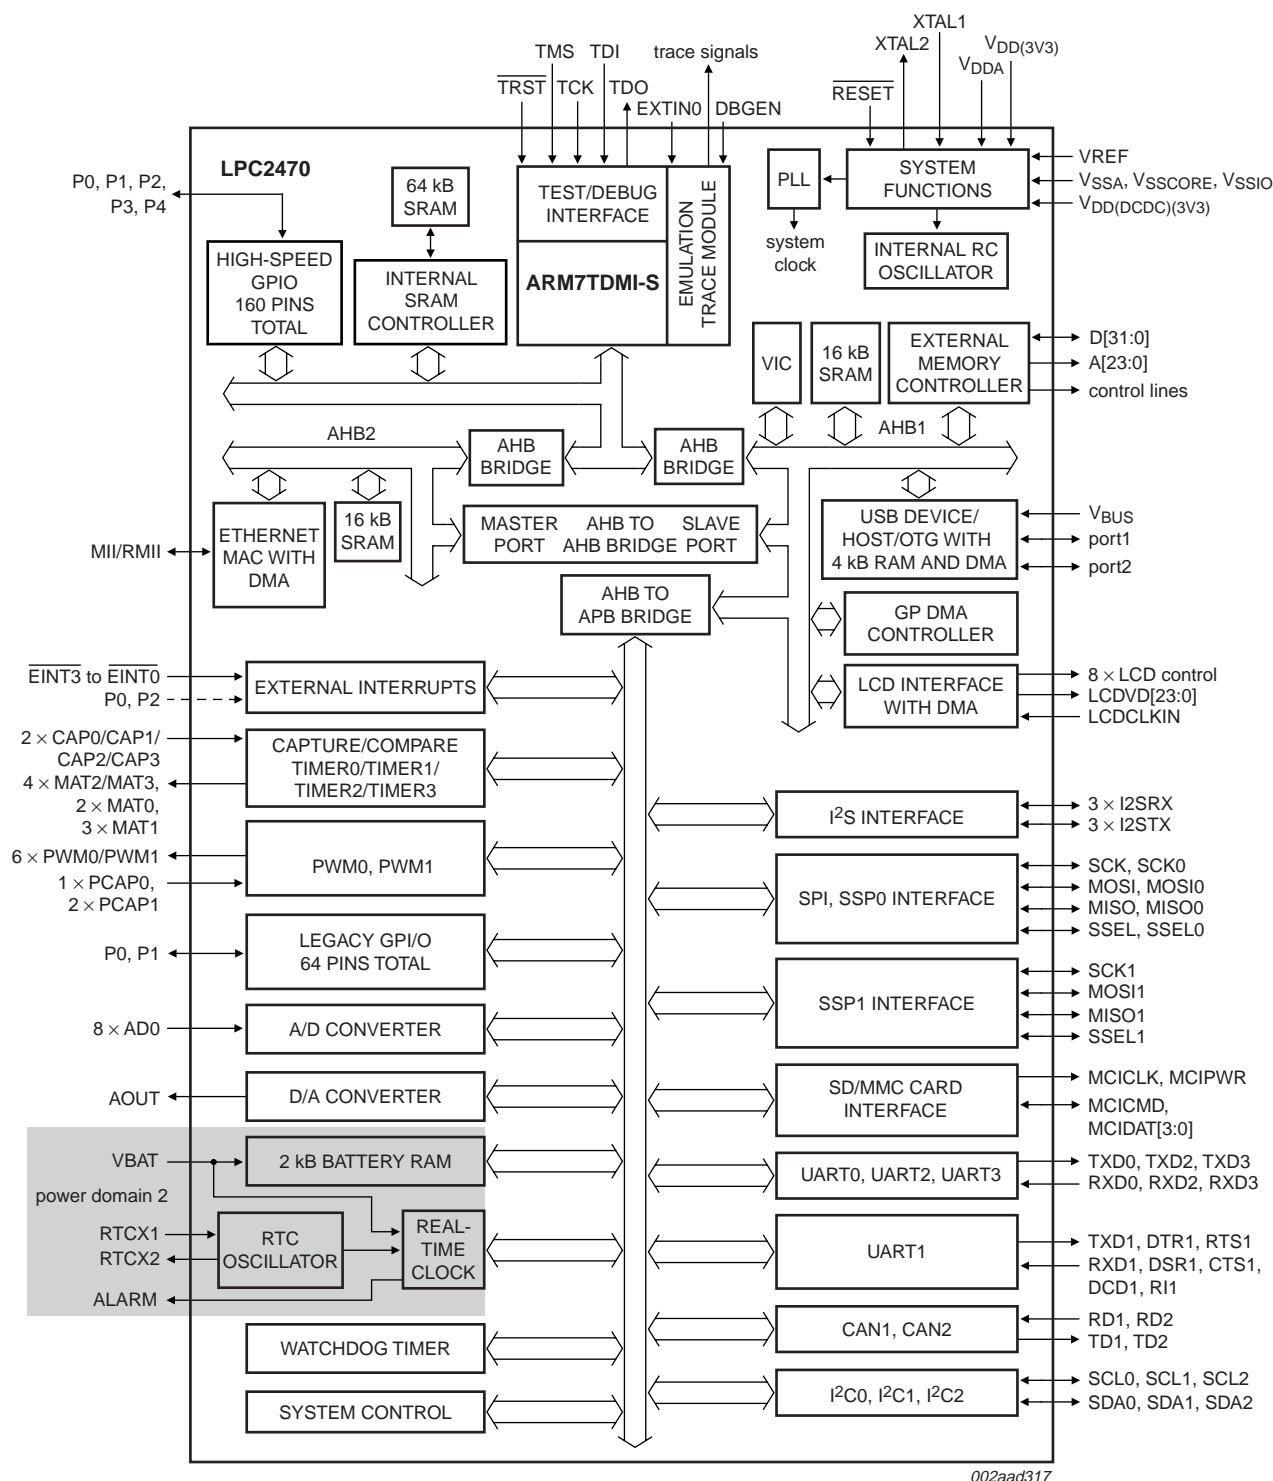 XTAL1
XTAL2
VDD(3V3)
VDDA
RESET
TMS
TDI
trace signals
TRST
TCK
TDO
EXTIN0
DBGEN
LPC2470
P0, P1, P2,
P3, P4
64 kB
SRAM
TEST/DEBUG
INTERFACE
EMULATION
TRACE MODULE
PLL
SYSTEM
FUNCTIONS
VREF
VSSA, VSSCORE, VSSIO
VDD(DCDC)(3V3)
system
clock
INTERNAL RC
OSCILLATOR
HIGH-SPEED
GPIO
160 PINS
TOTAL
INTERNAL
SRAM
CONTROLLER
ARM7TDMI-S
VIC
16 kB
SRAM
EXTERNAL
MEMORY
CONTROLLER
D[31:0]
A[23:0]
control lines
AHB2
AHB
BRIDGE
AHB
BRIDGE
AHB1
ETHERNET
MAC WITH
DMA
MII/RMII
16 kB
SRAM
MASTER
PORT
AHB TO
AHB BRIDGE
SLAVE
PORT
USB DEVICE/
HOST/OTG WITH
4 kB RAM AND DMA
VBUS
port1
port2
AHB TO
APB BRIDGE
GP DMA
CONTROLLER
LCD INTERFACE
WITH DMA
8 × LCD control
LCDVD[23:0]
LCDCLKIN
EINT3 to EINT0
P0, P2
EXTERNAL INTERRUPTS
2 × CAP0/CAP1/
CAP2/CAP3
4 × MAT2/MAT3,
2 × MAT0,
3 × MAT1
CAPTURE/COMPARE
TIMER0/TIMER1/
TIMER2/TIMER3
I2S INTERFACE
3 × I2SRX
3 × I2STX
6 × PWM0/PWM1
1 × PCAP0,
2 × PCAP1
PWM0, PWM1
SPI, SSP0 INTERFACE
SCK, SCK0
MOSI, MOSI0
MISO, MISO0
SSEL, SSEL0
P0, P1
LEGACY GPI/O
64 PINS TOTAL
SSP1 INTERFACE
SCK1
MOSI1
MISO1
SSEL1
8 × AD0
A/D CONVERTER
AOUT
D/A CONVERTER
SD/MMC CARD
INTERFACE
MCICLK, MCIPWR
MCICMD,
MCIDAT[3:0]
VBAT
2 kB BATTERY RAM
power domain 2
UART0, UART2, UART3
TXD0, TXD2, TXD3
RXD0, RXD2, RXD3
RTCX1
RTCX2
RTC
OSCILLATOR
REAL-
TIME
CLOCK
ALARM
UART1
TXD1, DTR1, RTS1
RXD1, DSR1, CTS1,
DCD1, RI1
WATCHDOG TIMER
CAN1, CAN2
RD1, RD2
TD1, TD2
SYSTEM CONTROL
I2C0, I2C1, I2C2
SCL0, SCL1, SCL2
SDA0, SDA1, SDA2
002aad317